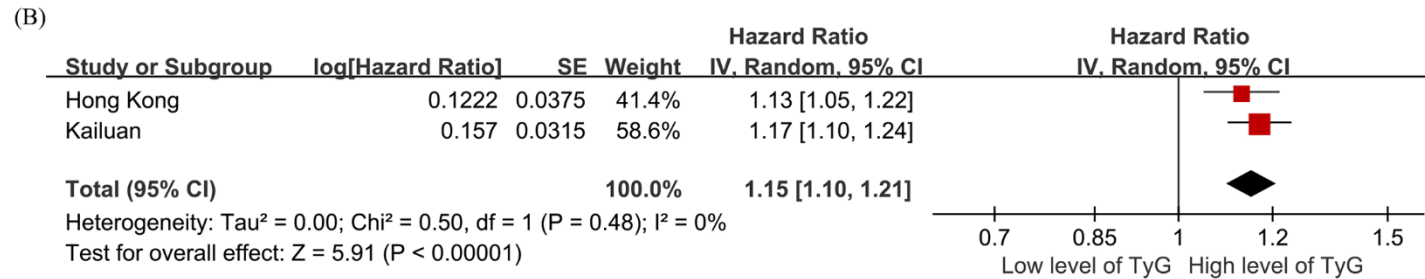 (B)
Hazard Ratio Hazard Ratio
Study or Subgroup log[Hazard Ratio] SE Weight IV, Random, 95% CI IV, Random, 95% CI
Hong Kong 0.1222 0.0375 41.4% 1.13 [1.05, 1.22]
Kailuan 0.157 0.0315 58.6% 1.17 [1.10, 1.24]
Total (95% CI) 100.0% 1.15 [1.10, 1.21]
Heterogeneity: Tau² = 0.00; Chi² = 0.50, df = 1 (P = 0.48); I² = 0%
Test for overall effect: Z = 5.91 (P < 0.00001)
0.7 0.85 1 1.2 1.5
Low level of TyG High level of TyG